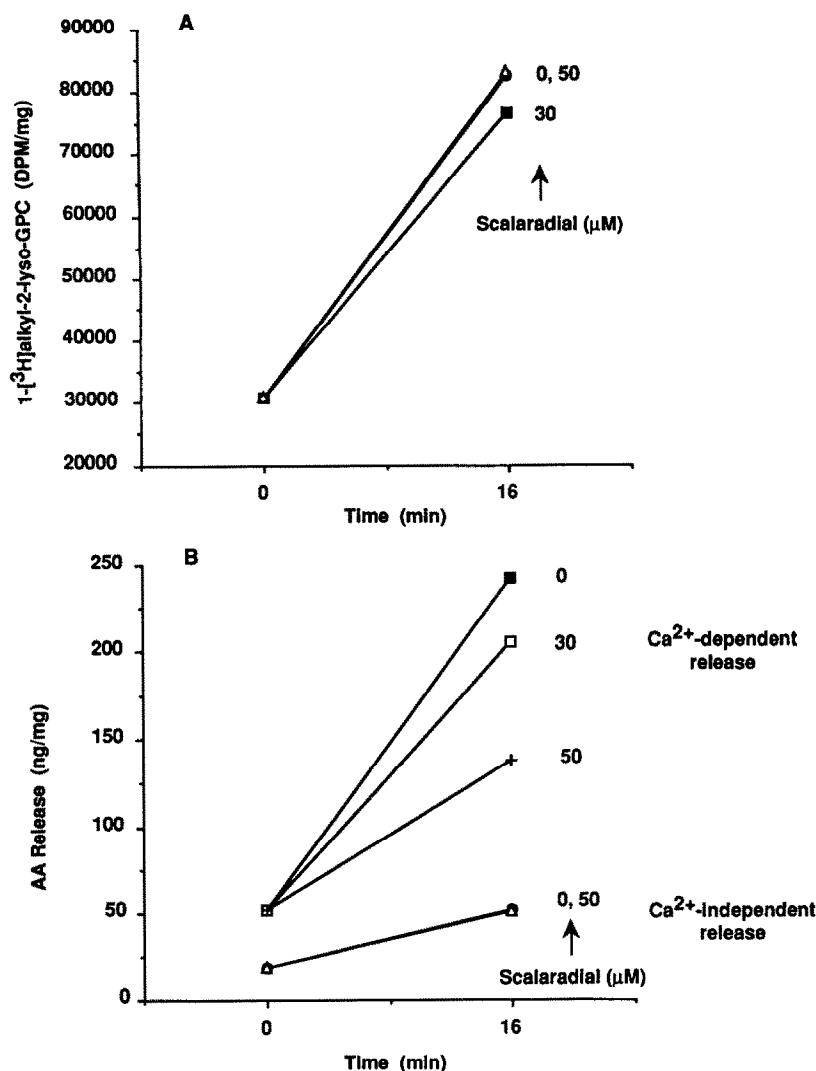 A
90000
80000
70000
60000
50000
40000
30000
20000
1-[³H]alkyl-2-lyso-GPC (DPM/mg)
0, 50
30
Scalaradial (μM)
0
16
Time (min)
B
250
200
150
100
50
0
AA Release (ng/mg)
0
30
50
0, 50
Ca²⁺-dependent
release
Ca²⁺-independent
release
Scalaradial (μM)
0
16
Time (min)